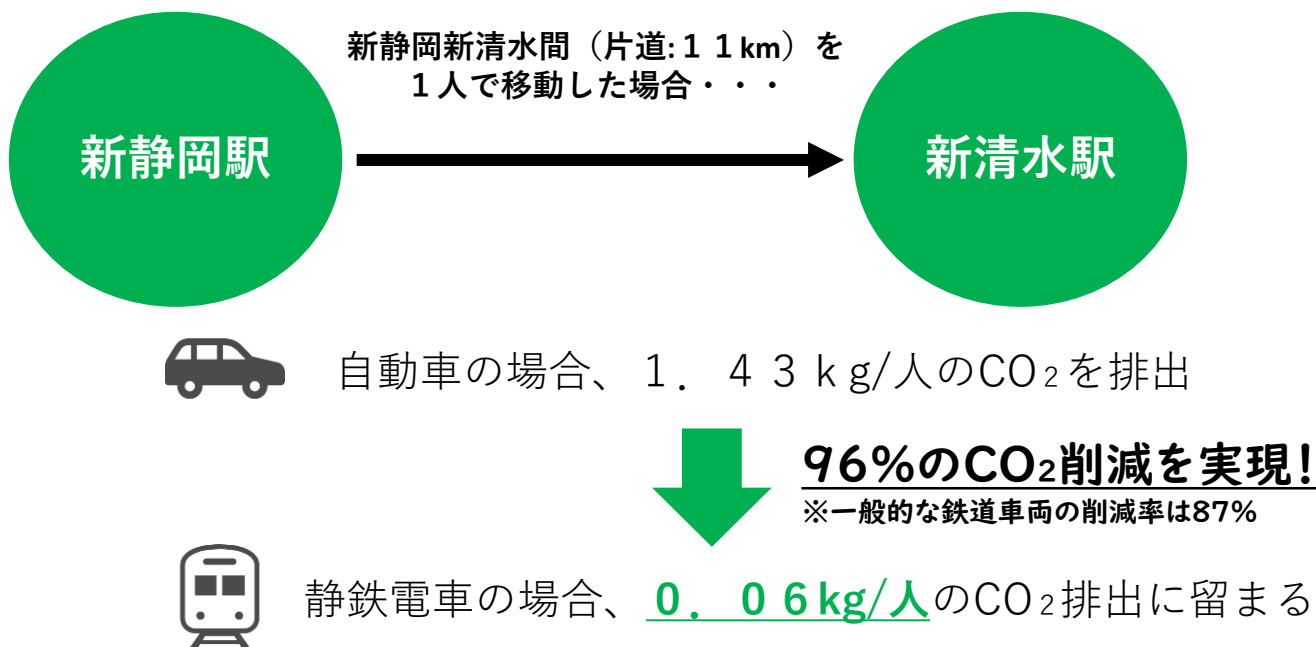 新静岡新清水間（片道:１１km）を
１人で移動した場合・・・
新静岡駅
新清水駅
自動車の場合、１．４３ｋg/人のCO₂を排出
96%のCO₂削減を実現!
※一般的な鉄道車両の削減率は87%
静鉄電車の場合、０．０６kg/人のCO₂排出に留まる